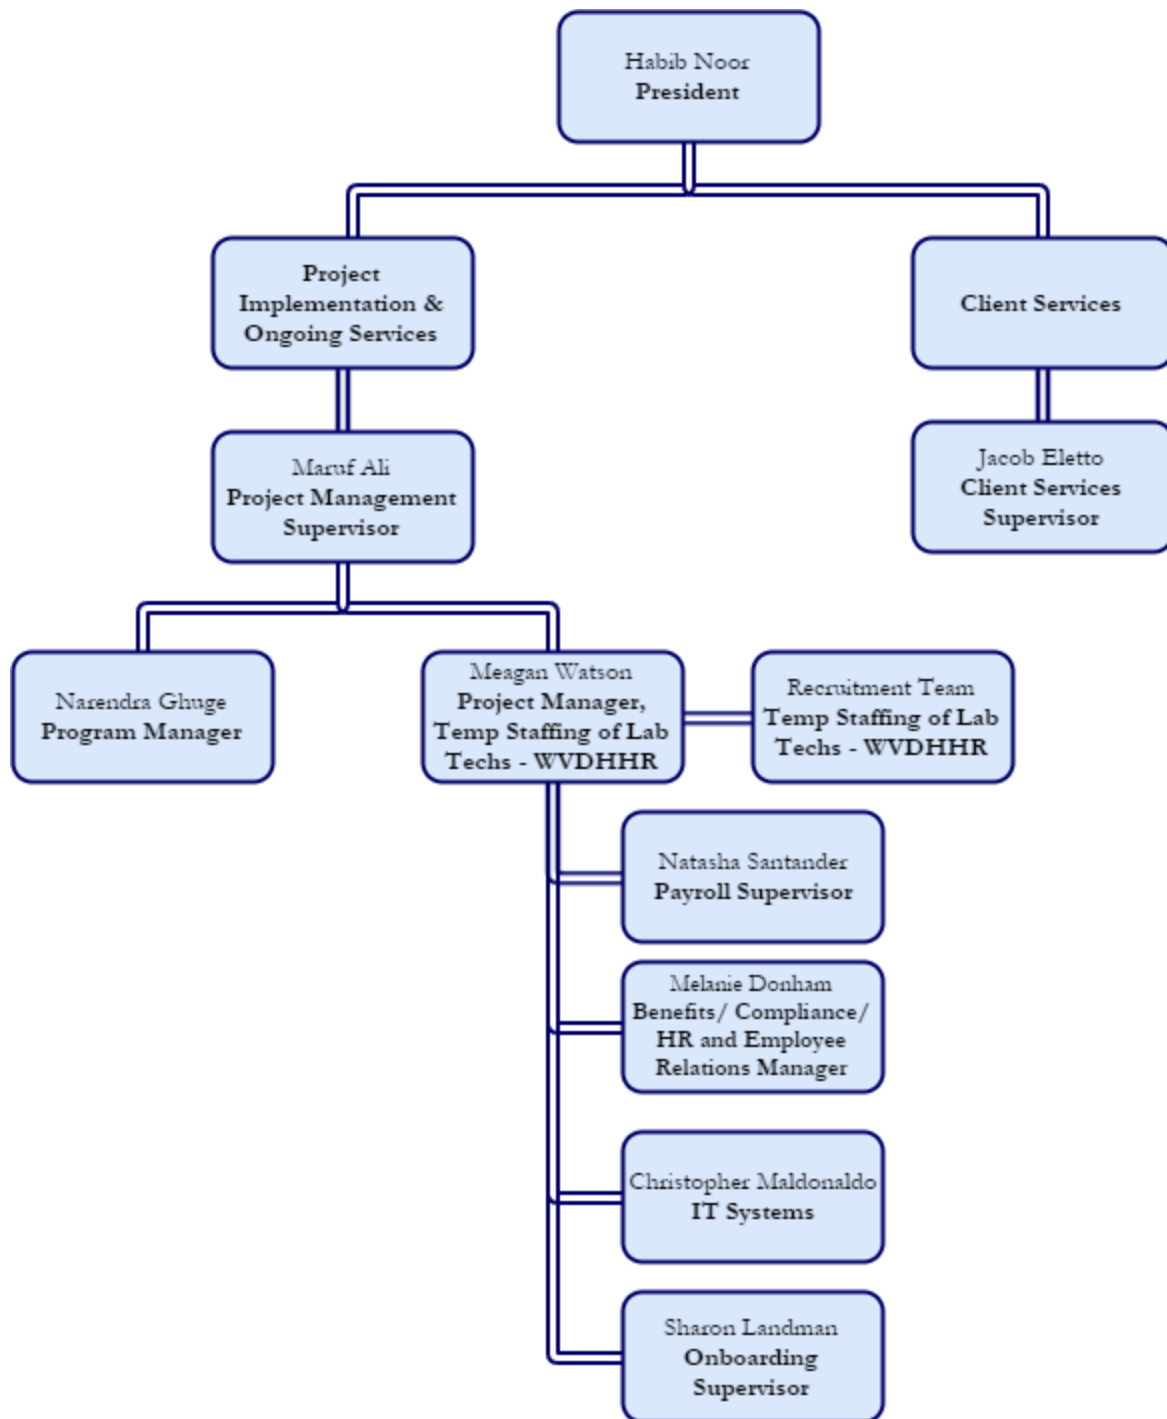 Habib Noor
President
Project
Implementation &
Ongoing Services
Client Services
Maruf Ali
Project Management
Supervisor
Jacob Eletto
Client Services
Supervisor
Narendra Ghuge
Program Manager
Meagan Watson
Project Manager,
Temp Staffing of Lab
Techs - WVDHHR
Recruitment Team
Temp Staffing of Lab
Techs - WVDHHR
Natasha Santander
Payroll Supervisor
Melanie Donham
Benefits/ Compliance/
HR and Employee
Relations Manager
Christopher Maldonaldo
IT Systems
Sharon Landman
Onboarding
Supervisor